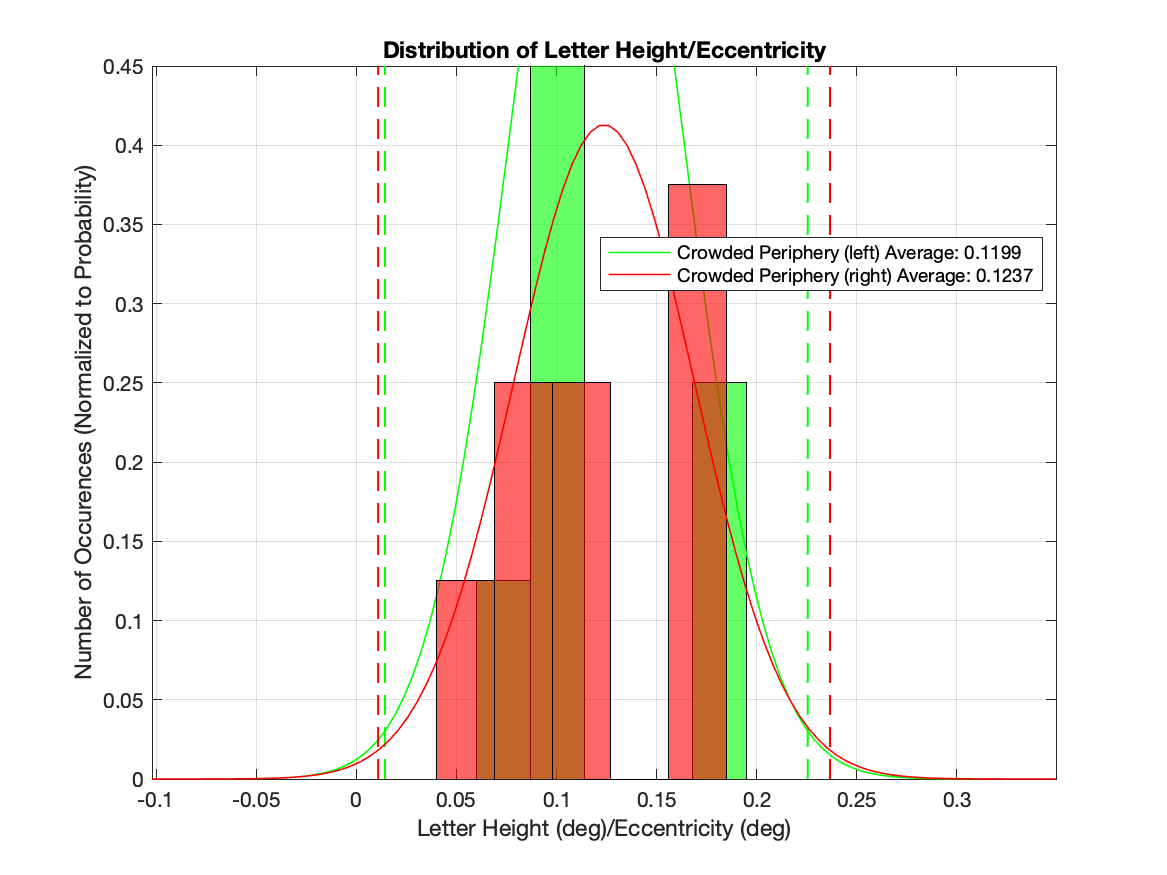 Distribution of Letter Height/Eccentricity
Number of Occurences (Normalized to Probability)
0.45
0.4
0.35
0.3
0.25
0.2
0.15
0.1
0.05
0
Crowded Periphery (left) Average: 0.1199
Crowded Periphery (right) Average: 0.1237
-0.1 -0.05 0 0.05 0.1 0.15 0.2 0.25 0.3
Letter Height (deg)/Eccentricity (deg)